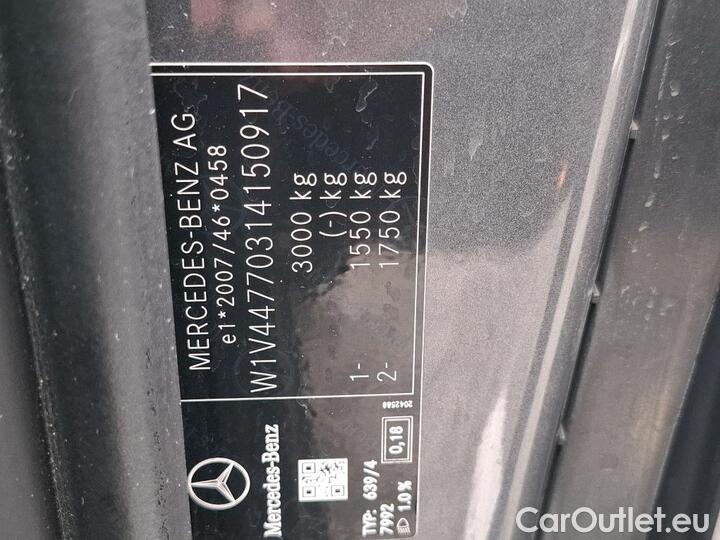 MERCEDES-BENZ AG
e1*2007/46*0458
W1V44770314150917
3000 kg
(-) kg
1- 1550 kg
2- 1750 kg
2042588
Mercedes-Benz
TYP: 639/4
7992 0,18
1.0 %
CarOutlet.eu